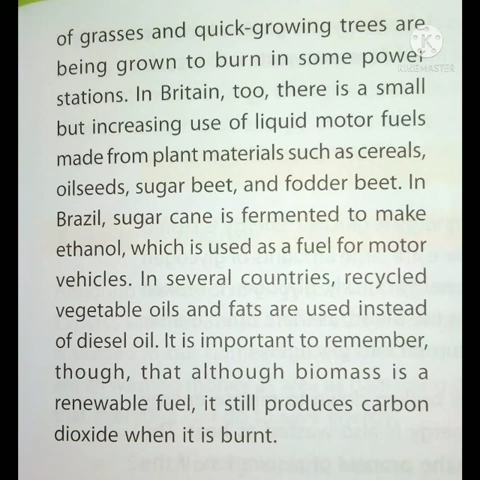 of grasses and quick-growing trees are
being grown to burn in some power
stations. In Britain, too, there is a small
but increasing use of liquid motor fuels
made from plant materials such as cereals,
oilseeds, sugar beet, and fodder beet. In
Brazil, sugar cane is fermented to make
ethanol, which is used as a fuel for motor
vehicles. In several countries, recycled
vegetable oils and fats are used instead
of diesel oil. It is important to remember,
though, that although biomass is a
renewable fuel, it still produces carbon
dioxide when it is burnt.
K
KINEMASTER